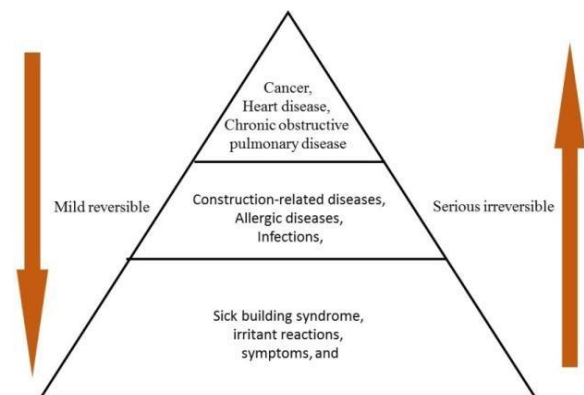 Cancer,
Heart disease,
Chronic obstructive
pulmonary disease
Mild reversible
Construction-related diseases,
Allergic diseases,
Infections,
Serious irreversible
Sick building syndrome,
irritant reactions,
symptoms, and